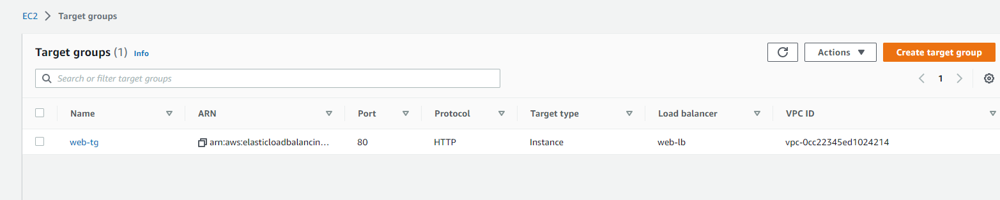 EC2 > Target groups
Target groups (1) Info
Actions
Create target group
Search or filter target groups
1
Name ARN Port Protocol Target type Load balancer VPC ID
web-tg arn:aws:elasticloadbalancin… 80 HTTP Instance web-lb vpc-0cc22345ed1024214